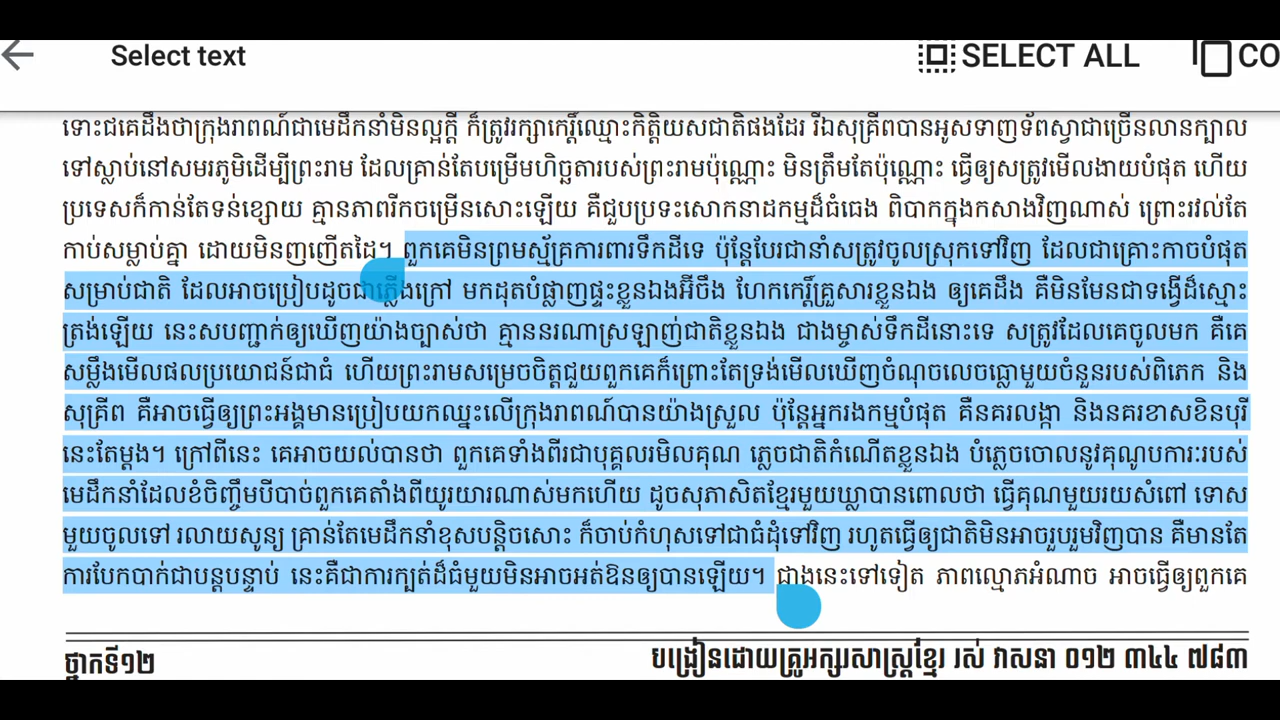 Select text
SELECT ALL
CO
ទោះជគេដឹងថាក្រុងរាពណ៍ជាមេដឹកនាំមិនល្អក្តី ក៏ត្រូវរក្សាកេរ្តិ៍ឈ្មោះកិត្តិយសជាតិផងដែរ រីឯសុគ្រីពបានអូសទាញទ័ពស្វាជាច្រើនលានក្បាល
ទៅស្លាប់នៅសមរភូមិដើម្បីព្រះរាម ដែលគ្រាន់តែបម្រើមហិច្ឆតារបស់ព្រះរាមប៉ុណ្ណោះ មិនត្រឹមតែប៉ុណ្ណោះ ធ្វើឲ្យសត្រូវមើលងាយបំផុត ហើយ
ប្រទេសក៏កាន់តែទន់ខ្សោយ គ្មានភាពរីកចម្រើនសោះឡើយ គឺជួបប្រទះសោកនាដកម្មដ៏ធំធេង ពិបាកក្នុងកសាងវិញណាស់ ព្រោះរវល់តែ
កាប់សម្លាប់គ្នា ដោយមិនញញើតដៃ។ ពួកគេមិនព្រមស្ម័គ្រការពារទឹកដីទេ ប៉ុន្តែបែរជានាំសត្រូវចូលស្រុកទៅវិញ ដែលជាគ្រោះកាចបំផុត
សម្រាប់ជាតិ ដែលអាចប្រៀបដូចជាភ្លើងក្រៅ មកដុតបំផ្លាញផ្ទះខ្លួនឯងអ៊ីចឹង ហែកកេរ្តិ៍គ្រួសារខ្លួនឯង ឲ្យគេដឹង គឺមិនមែនជាទង្វើដ៏ស្មោះ
ត្រង់ឡើយ នេះសបញ្ជាក់ឲ្យឃើញយ៉ាងច្បាស់ថា គ្មាននរណាស្រឡាញ់ជាតិខ្លួនឯង ជាងម្ចាស់ទឹកដីនោះទេ សត្រូវដែលគេចូលមក គឺគេ
សម្លឹងមើលផលប្រយោជន៍ជាធំ ហើយព្រះរាមសម្រេចចិត្តជួយពួកគេក៏ព្រោះតែទ្រង់មើលឃើញចំណុចលេចធ្លោមួយចំនួនរបស់ពិភេក និង
សុគ្រីព គឺអាចធ្វើឲ្យព្រះអង្គមានប្រៀបយកឈ្នះលើក្រុងរាពណ៍បានយ៉ាងស្រួល ប៉ុន្តែអ្នករងកម្មបំផុត គឺនគរលង្កា និងនគរខាសខិនបុរី
នេះតែម្តង។ ក្រៅពីនេះ គេអាចយល់បានថា ពួកគេទាំងពីរជាបុគ្គលរមិលគុណ ភ្លេចជាតិកំណើតខ្លួនឯង បំភ្លេចចោលនូវគុណូបការៈរបស់
មេដឹកនាំដែលខំចិញ្ចឹមបីបាច់ពួកគេតាំងពីយូរយារណាស់មកហើយ ដូចសុភាសិតខ្មែរមួយឃ្លាបានពោលថា ធ្វើគុណមួយរយសំពៅ ទោស
មួយចូលទៅ រលាយសូន្យ គ្រាន់តែមេដឹកនាំខុសបន្តិចសោះ ក៏ចាប់កំហុសទៅជាធំដុំទៅវិញ រហូតធ្វើឲ្យជាតិមិនអាចរួបរួមវិញបាន គឺមានតែ
ការបែកបាក់ជាបន្តបន្ទាប់ នេះគឺជាការក្បត់ដ៏ធំមួយមិនអាចអត់ឱនឲ្យបានឡើយ។ ជាងនេះទៅទៀត ភាពល្មោភអំណាច អាចធ្វើឲ្យពួកគេ
ថ្នាក់ទី១២
បង្រៀនដោយគ្រូអក្សរសាស្ត្រខ្មែរ រស់ វាសនា ០១២ ៣៤៤ ៧៨៣